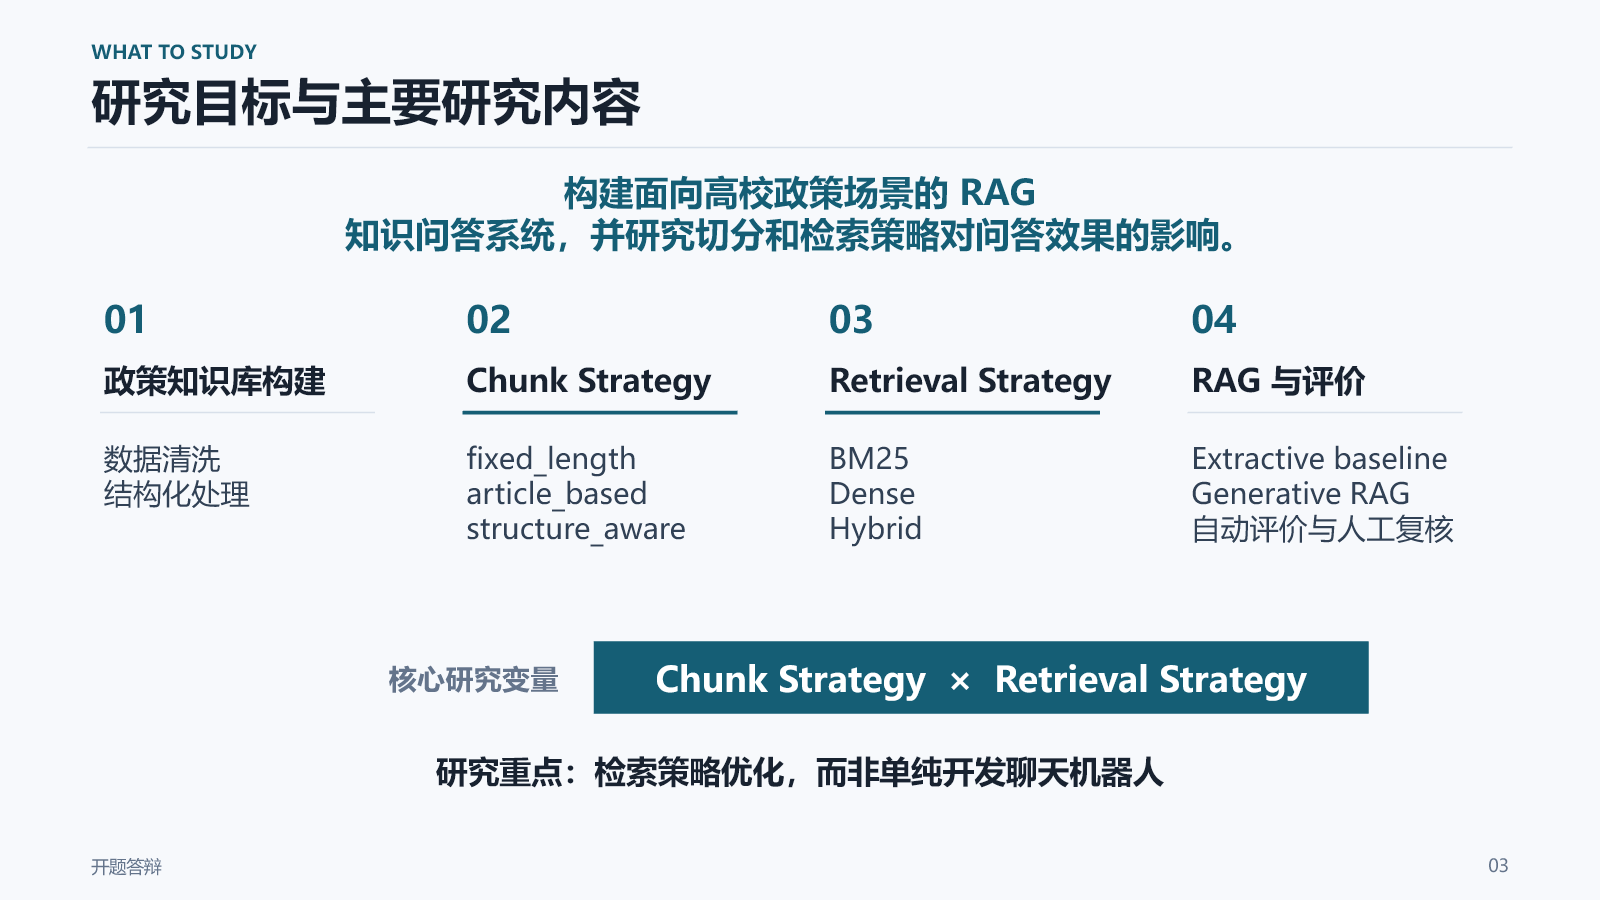 WHAT TO STUDY
研究目标与主要研究内容
构建面向高校政策场景的 RAG
知识问答系统，并研究切分和检索策略对问答效果的影响。
01
政策知识库构建
数据清洗
结构化处理
02
Chunk Strategy
fixed_length
article_based
structure_aware
03
Retrieval Strategy
BM25
Dense
Hybrid
04
RAG 与评价
Extractive baseline
Generative RAG
自动评价与人工复核
核心研究变量
Chunk Strategy × Retrieval Strategy
研究重点：检索策略优化，而非单纯开发聊天机器人
开题答辩
03